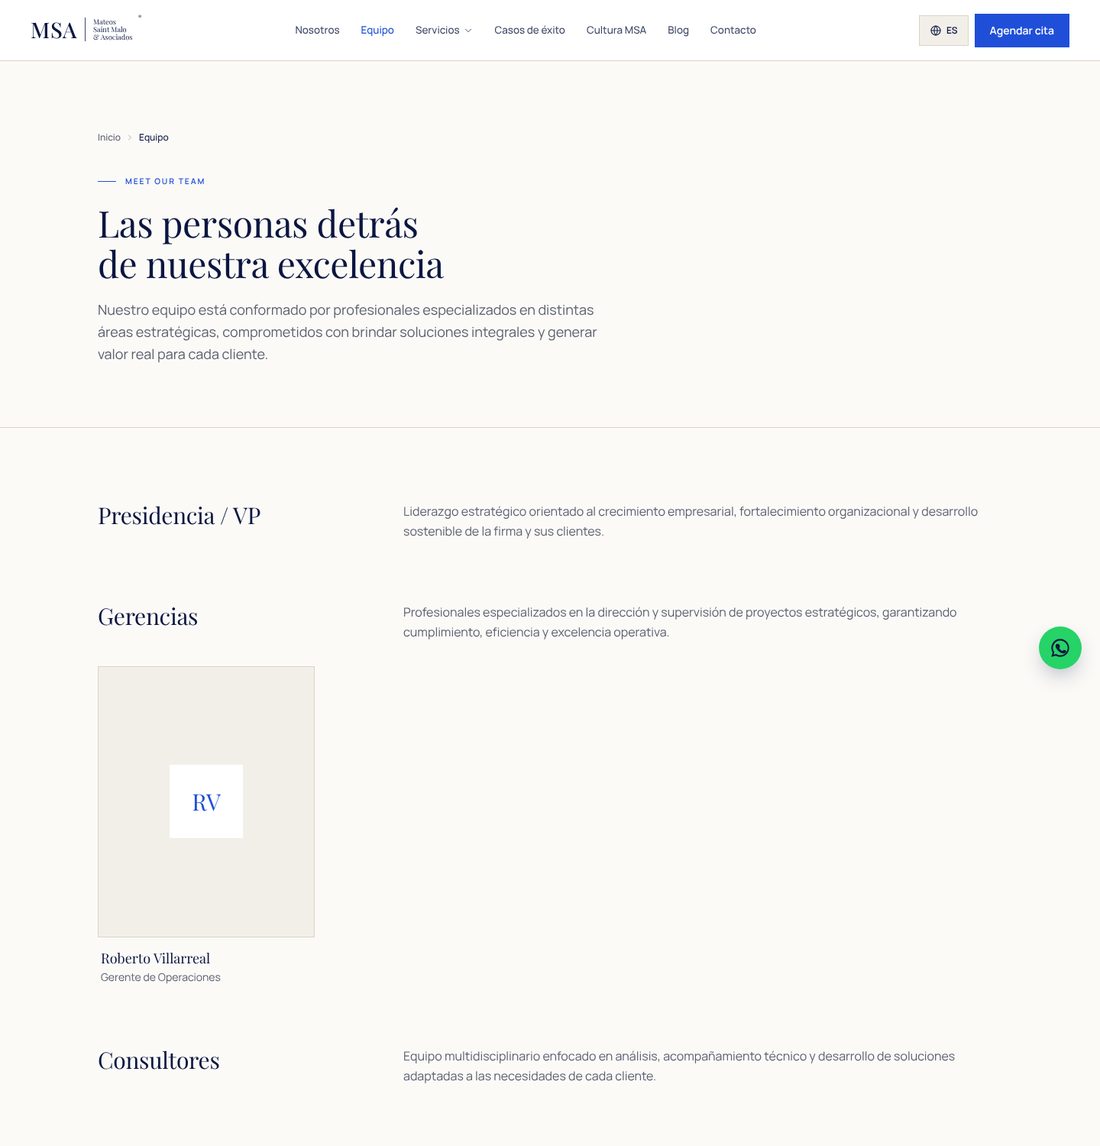 MSA
Mateos
Saint Malo
& Asociados
Nosotros
Equipo
Servicios
Casos de éxito
Cultura MSA
Blog
Contacto
ES
Agendar cita
Inicio > Equipo
MEET OUR TEAM
Las personas detrás
de nuestra excelencia
Nuestro equipo está conformado por profesionales especializados en distintas
áreas estratégicas, comprometidos con brindar soluciones integrales y generar
valor real para cada cliente.
Presidencia / VP
Liderazgo estratégico orientado al crecimiento empresarial, fortalecimiento organizacional y desarrollo
sostenible de la firma y sus clientes.
Gerencias
Profesionales especializados en la dirección y supervisión de proyectos estratégicos, garantizando
cumplimiento, eficiencia y excelencia operativa.
RV
Roberto Villarreal
Gerente de Operaciones
Consultores
Equipo multidisciplinario enfocado en análisis, acompañamiento técnico y desarrollo de soluciones
adaptadas a las necesidades de cada cliente.